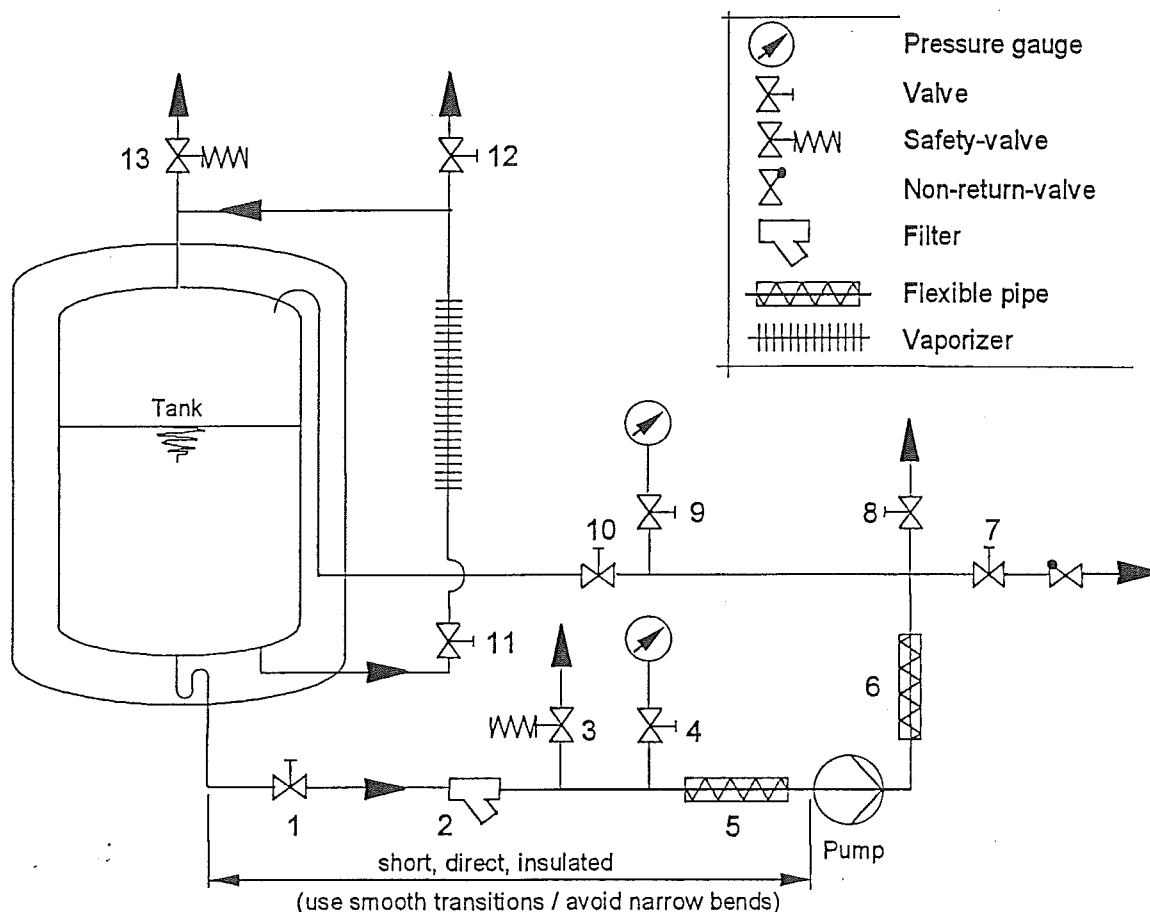 Pressure gauge
Valve
Safety-valve
Non-return-valve
Filter
Flexible pipe
Vaporizer
13
12
Tank
9
8
10
7
11
6
3
4
1
2
5
Pump
short, direct, insulated
(use smooth transitions / avoid narrow bends)